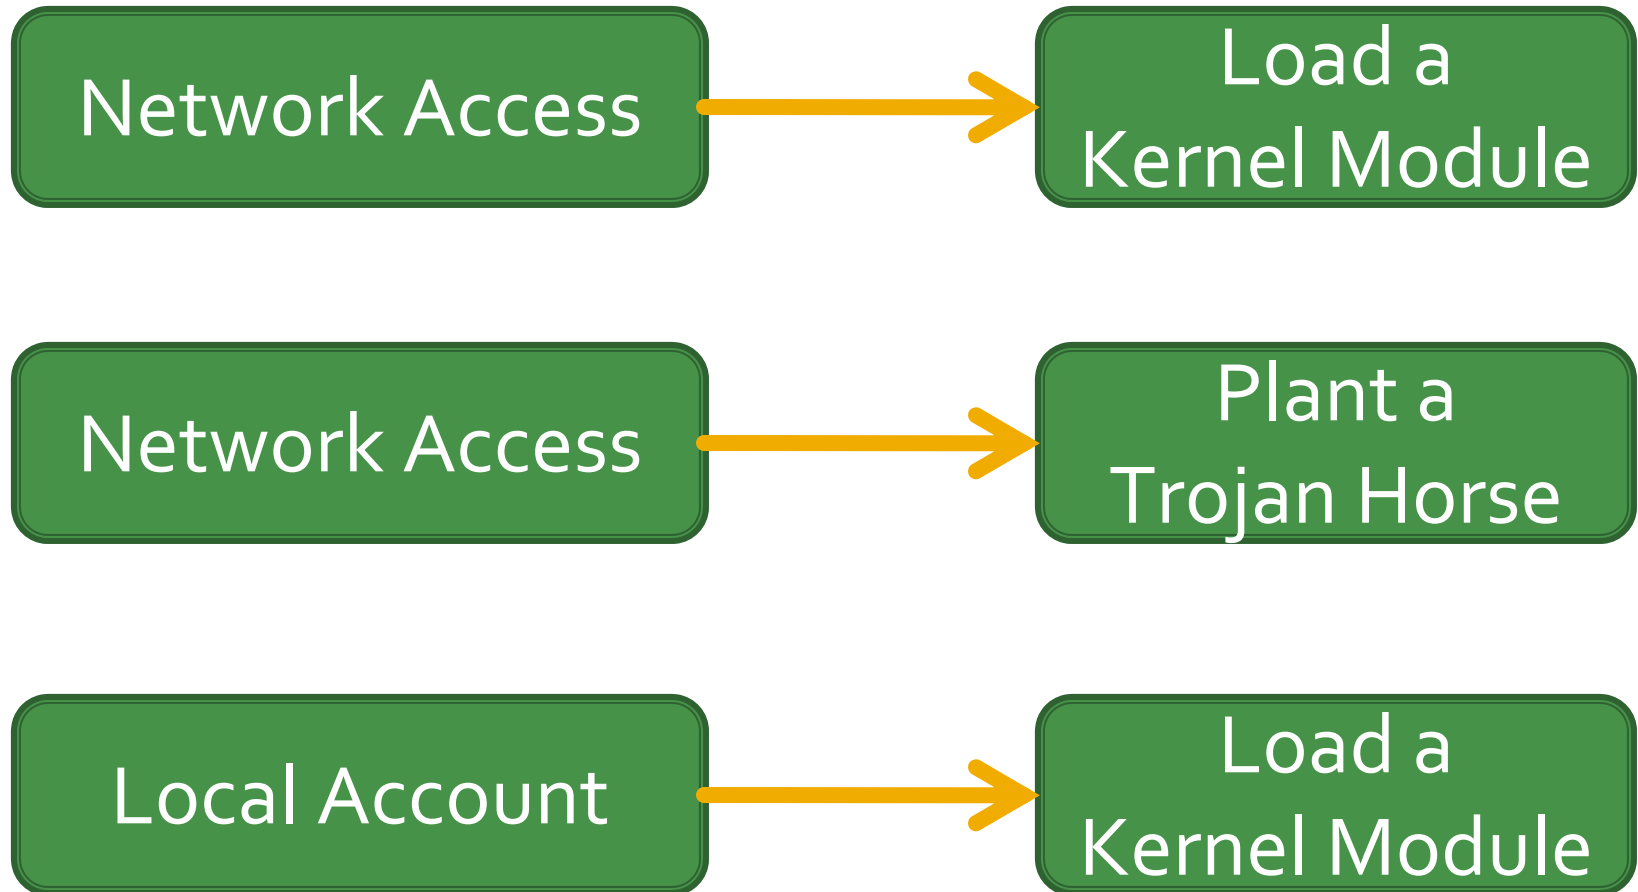 Network Access
Load a
Kernel Module
Network Access
Plant a
Trojan Horse
Local Account
Load a
Kernel Module